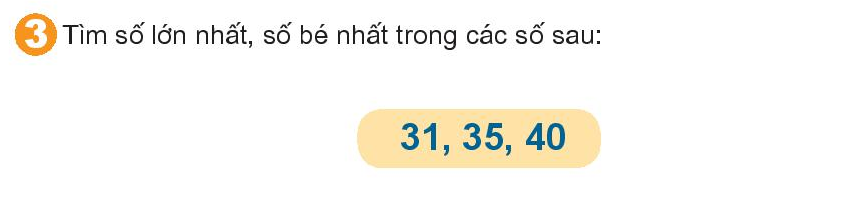 3 Tìm số lớn nhất, số bé nhất trong các số sau:
31, 35, 40